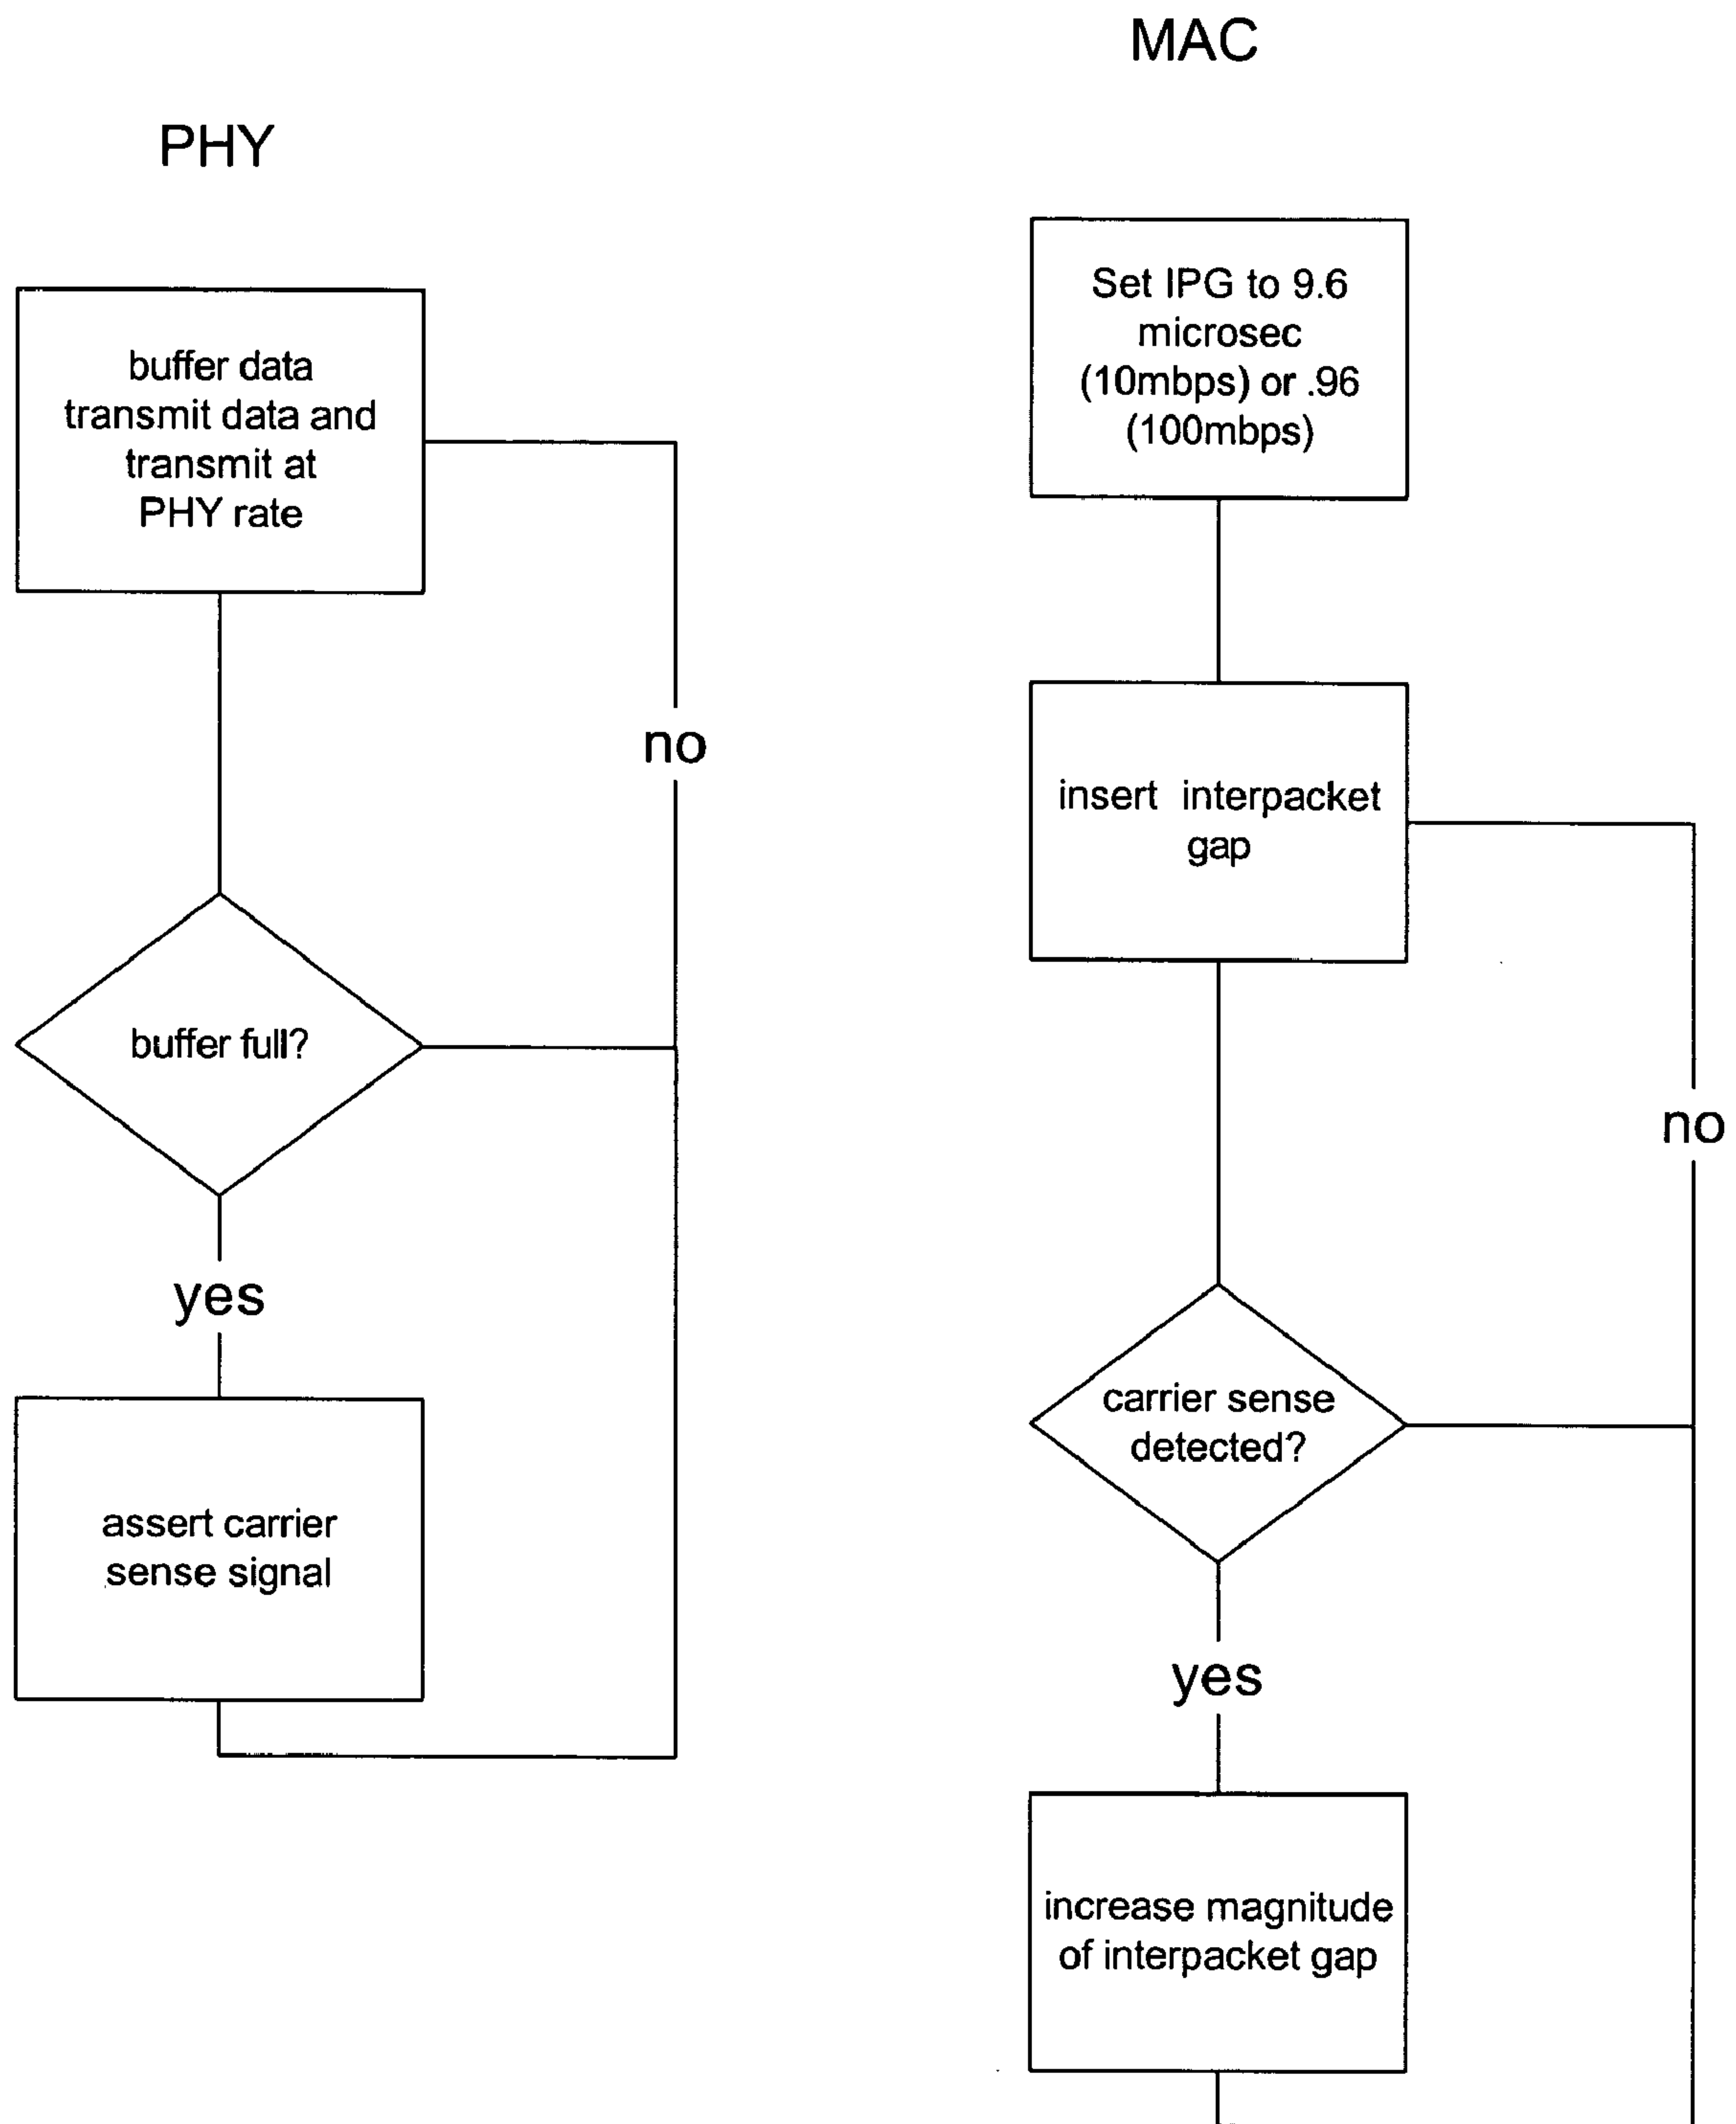 MAC
PHY
buffer data
transmit data and
transmit at
PHY rate
no
buffer full?
yes
assert carrier
sense signal
Set IPG to 9.6
microsec
(10mbps) or .96
(100mbps)
insert interpacket
gap
no
carrier sense
detected?
yes
increase magnitude
of interpacket gap